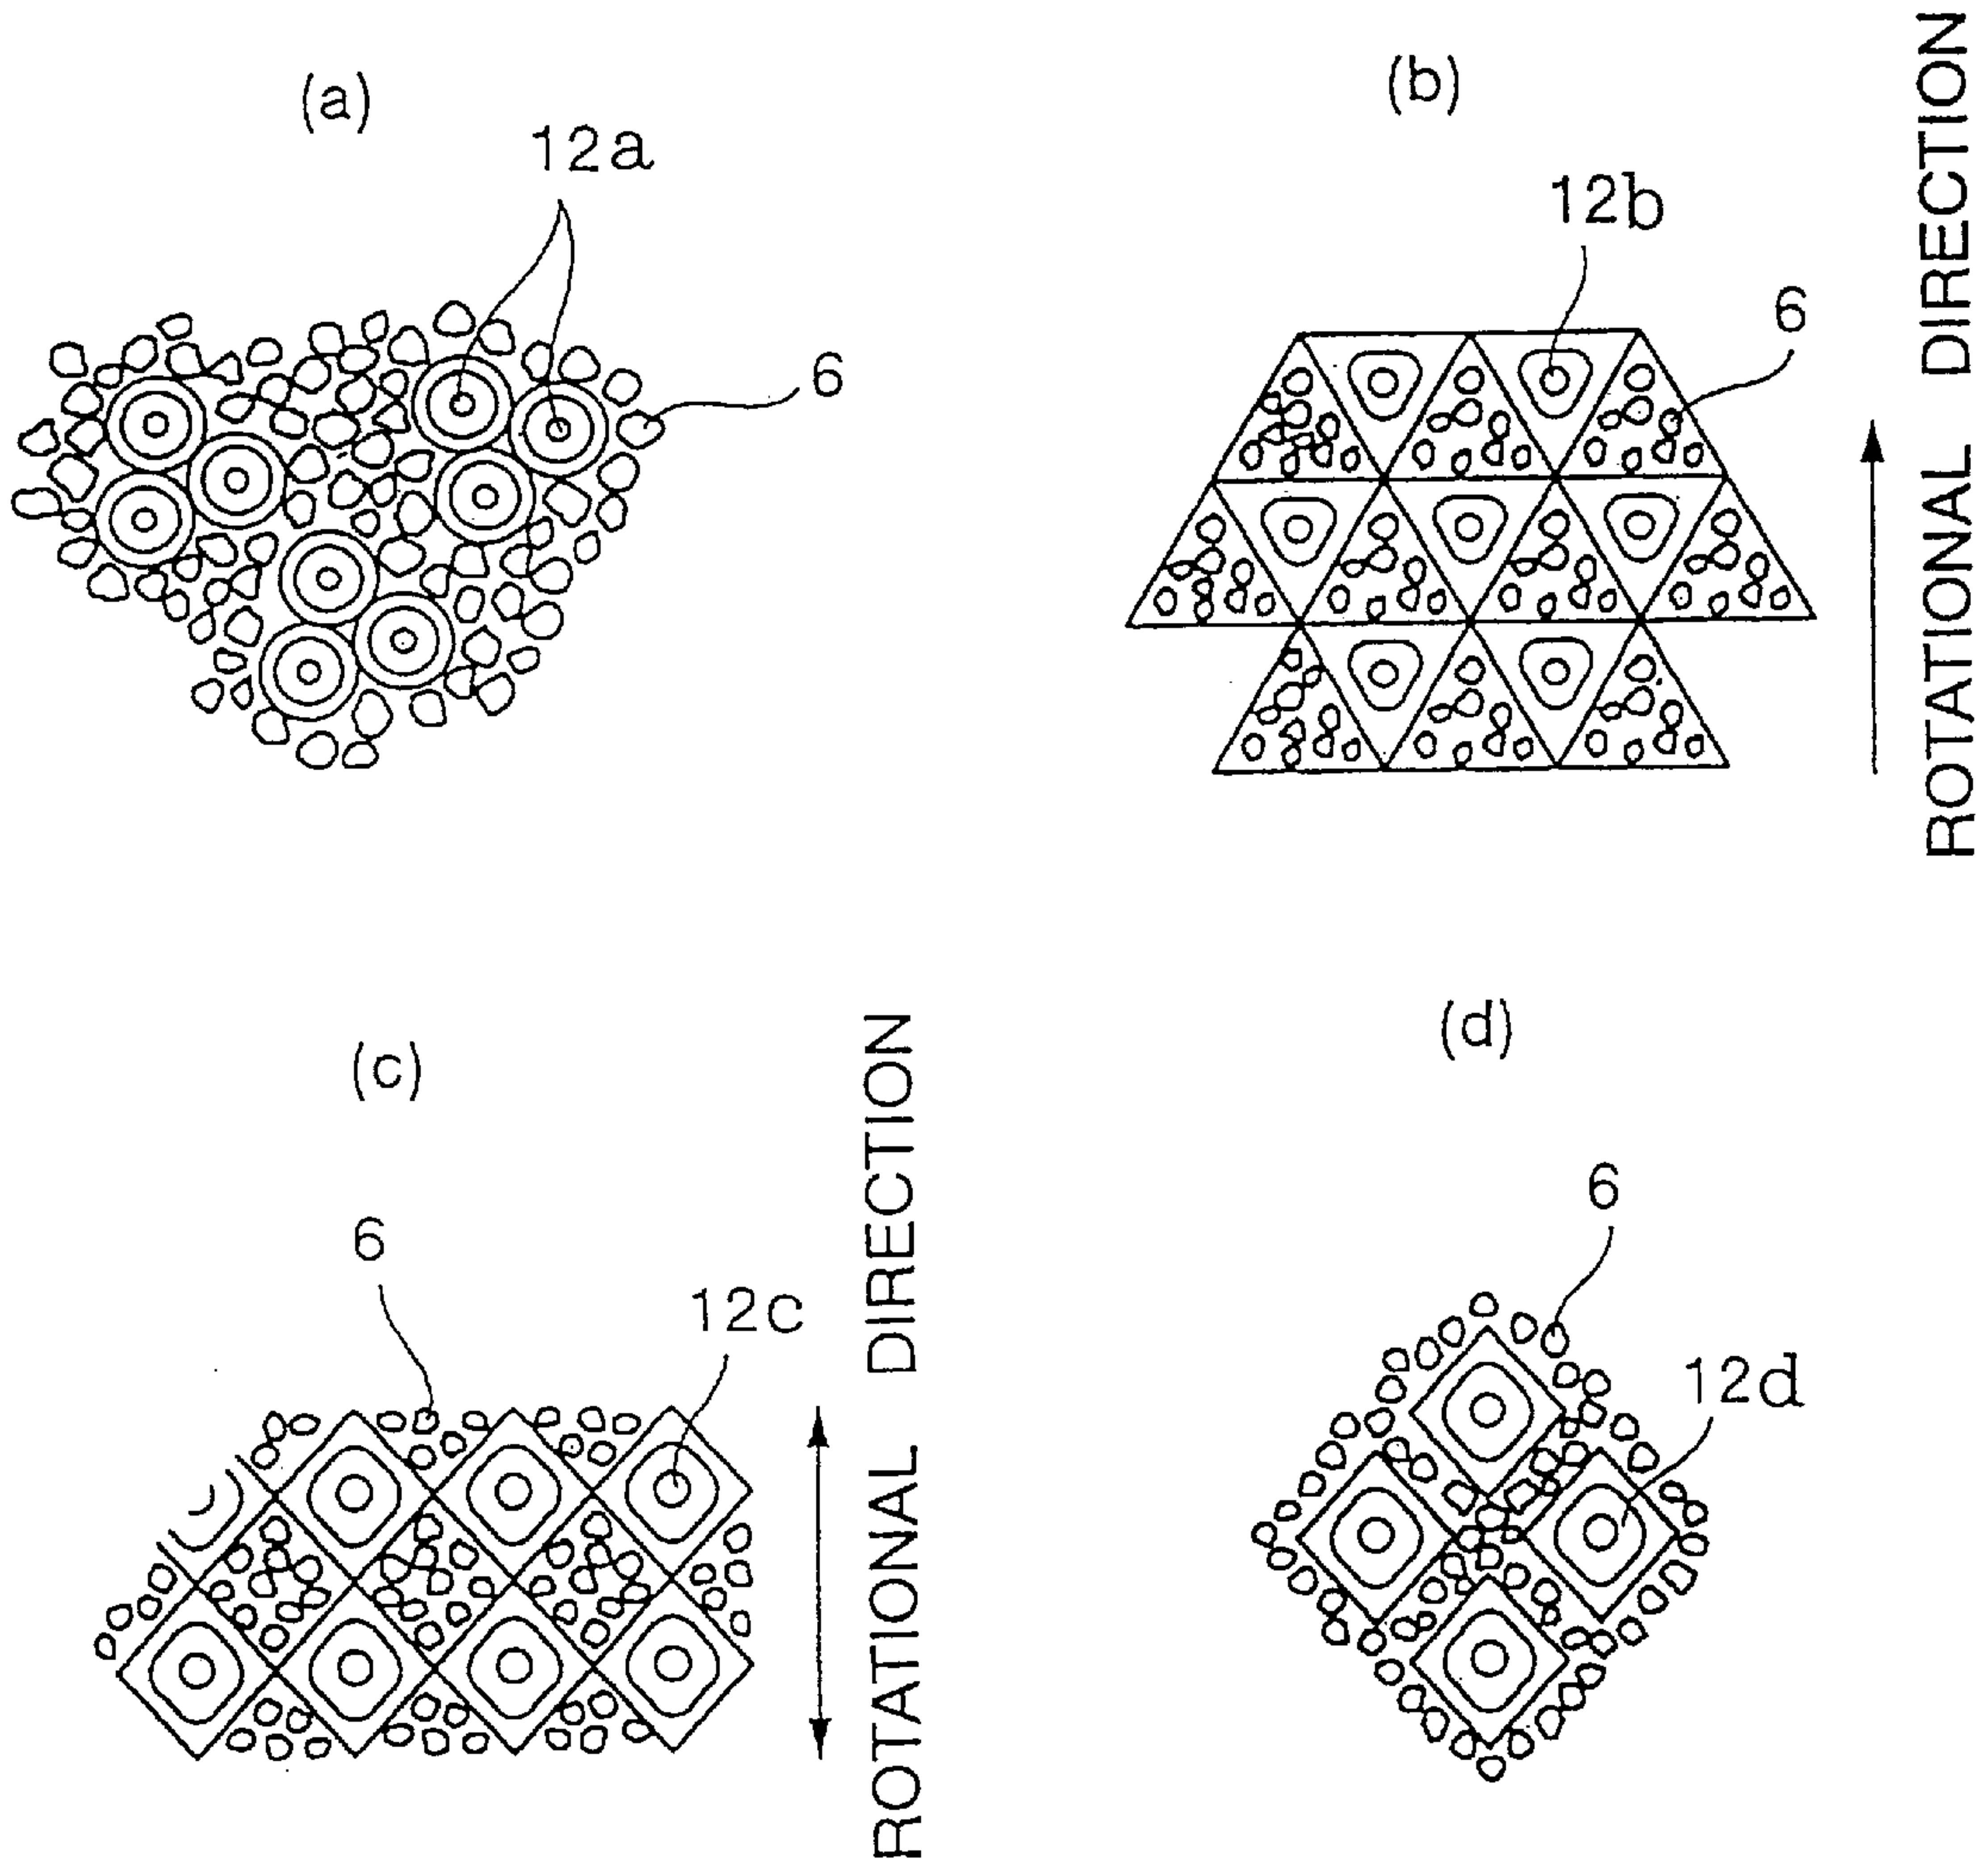 (a)
12a
6
(b)
12b
6
ROTATIONAL DIRECTION
(c)
6
12c
ROTATIONAL DIRECTION
(d)
6
12d